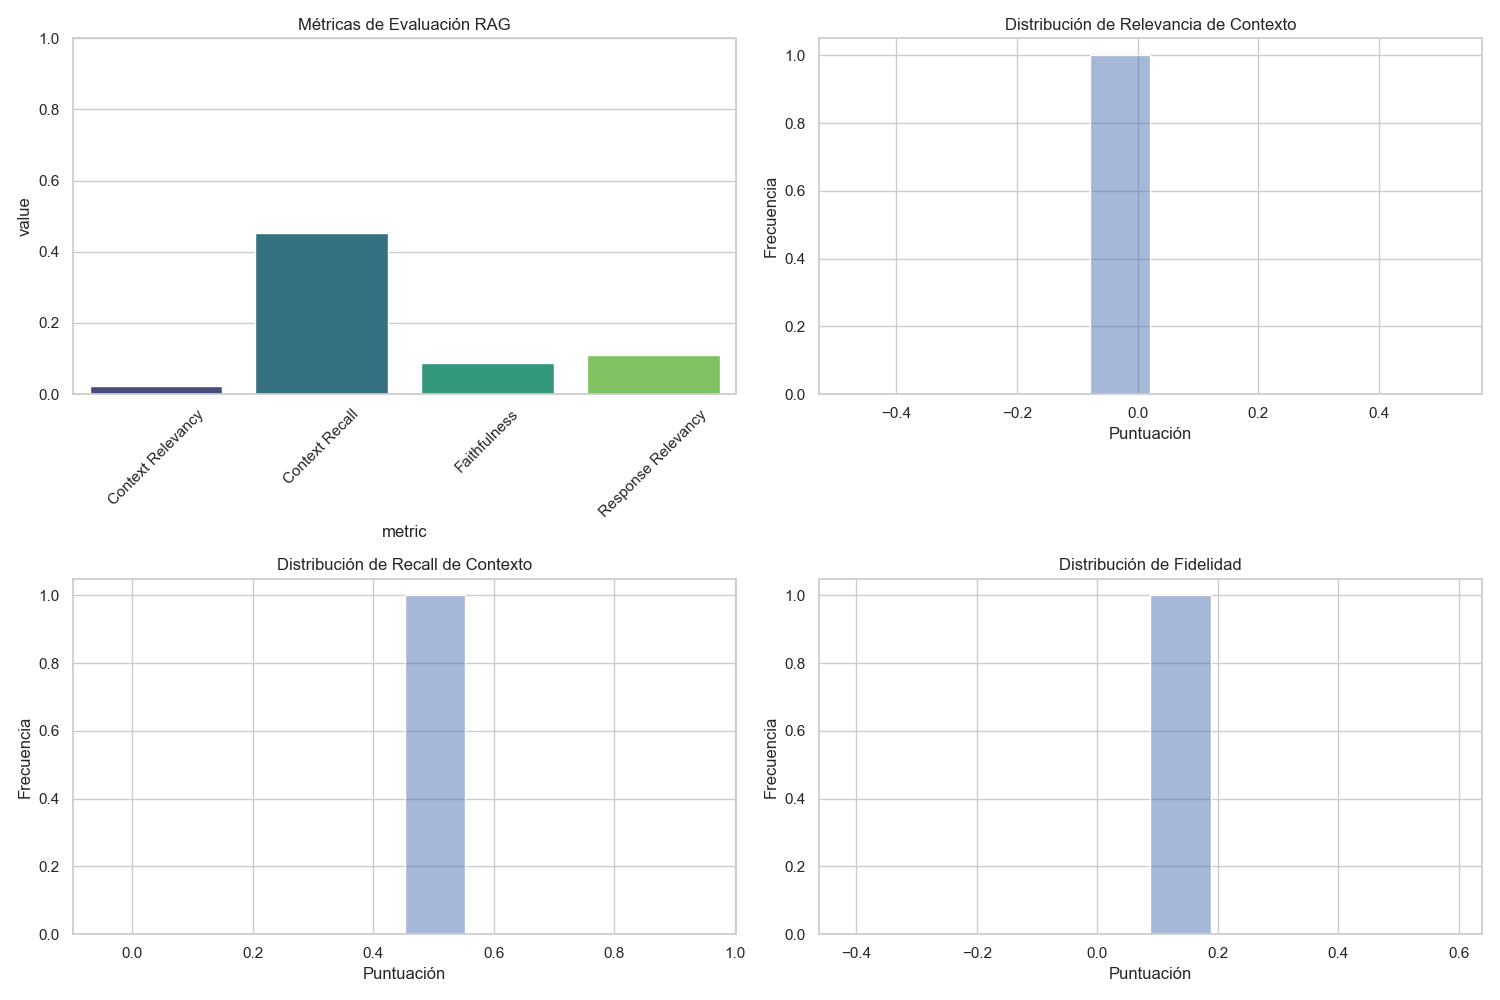 Métricas de Evaluación RAG
1.0
0.8
0.6
0.4
0.2
0.0
value
Context Relevancy
Context Recall
Faithfulness
Response Relevancy
metric
Distribución de Relevancia de Contexto
1.0
0.8
0.6
0.4
0.2
0.0
Frecuencia
−0.4 −0.2 0.0 0.2 0.4
Puntuación
Distribución de Recall de Contexto
1.0
0.8
0.6
0.4
0.2
0.0
Frecuencia
0.0 0.2 0.4 0.6 0.8 1.0
Puntuación
Distribución de Fidelidad
1.0
0.8
0.6
0.4
0.2
0.0
Frecuencia
−0.4 −0.2 0.0 0.2 0.4 0.6
Puntuación